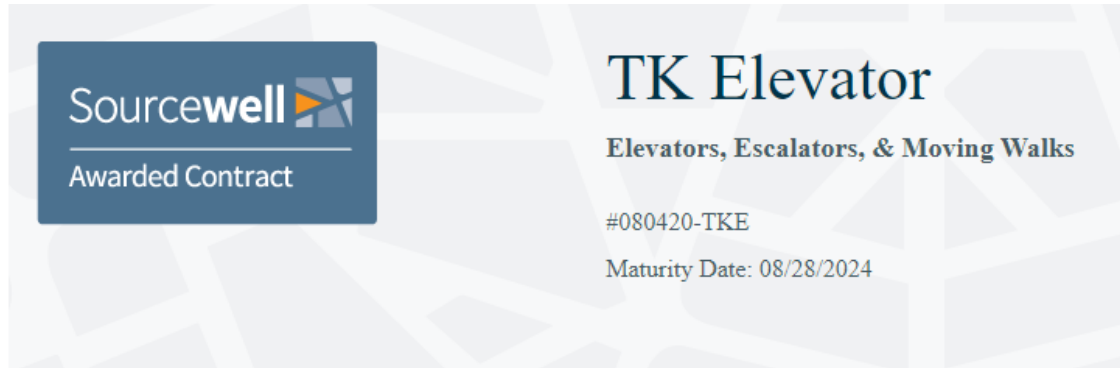 Sourcewell
Awarded Contract
TK Elevator
Elevators, Escalators, & Moving Walks
#080420-TKE
Maturity Date: 08/28/2024